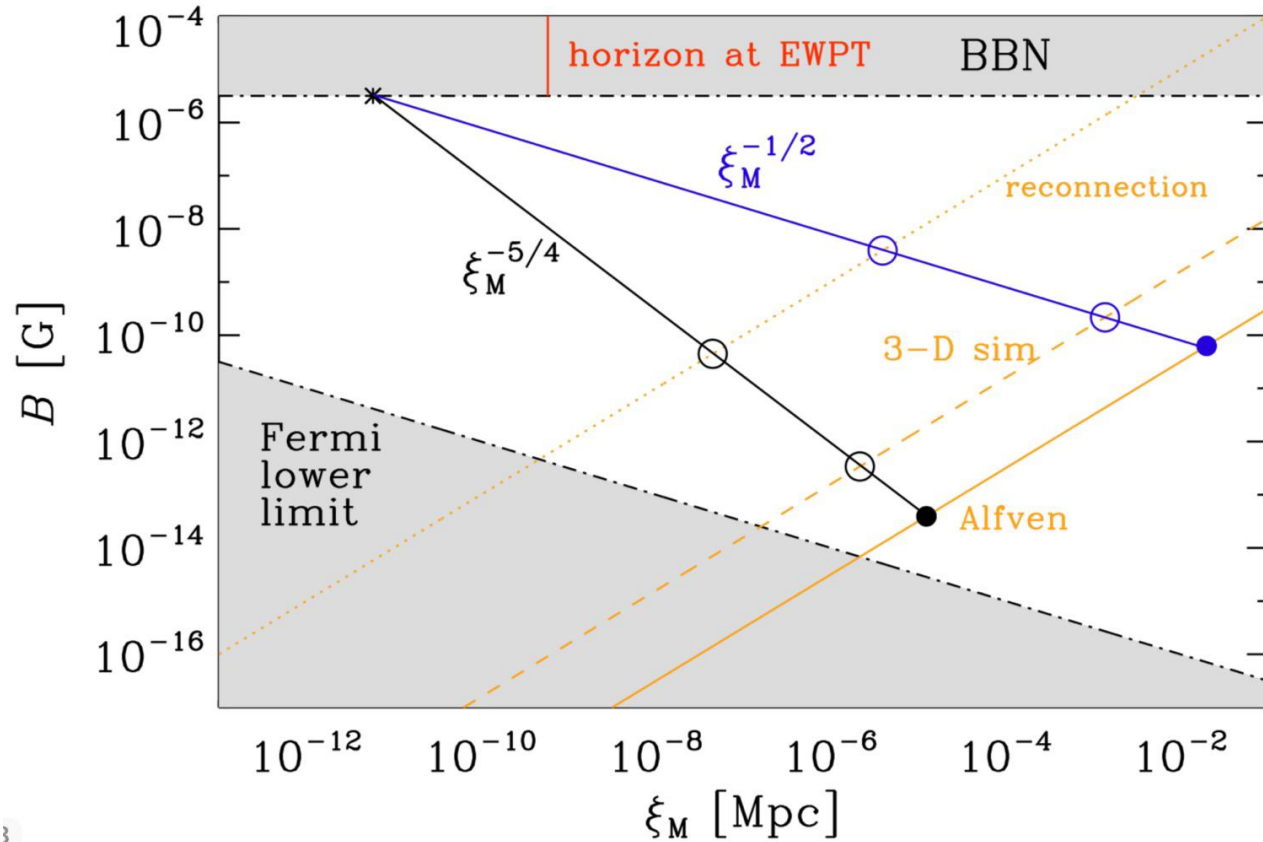 10⁻⁴
10⁻⁶
10⁻⁸
10⁻¹⁰
10⁻¹²
10⁻¹⁴
10⁻¹⁶
B [G]
horizon at EWPT
BBN
ξ_M^{-1/2}
reconnection
ξ_M^{-5/4}
3-D sim
Fermi
lower
limit
Alfven
10⁻¹² 10⁻¹⁰ 10⁻⁸ 10⁻⁶ 10⁻⁴ 10⁻²
ξ_M [Mpc]